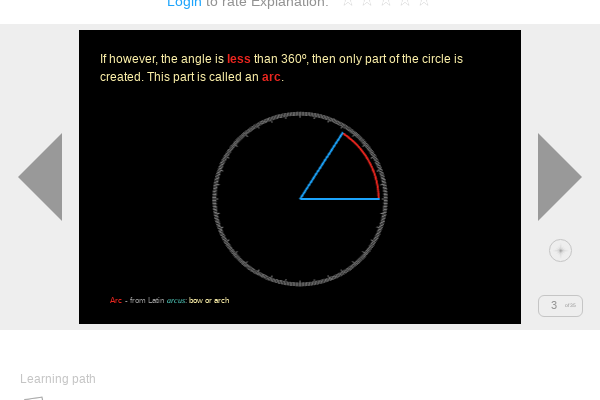 Login to rate Explanation: ☆ ☆ ☆ ☆ ☆
If however, the angle is less than 360º, then only part of the circle is
created. This part is called an arc.
Arc - from Latin arcus: bow or arch
3 of 26
Learning path